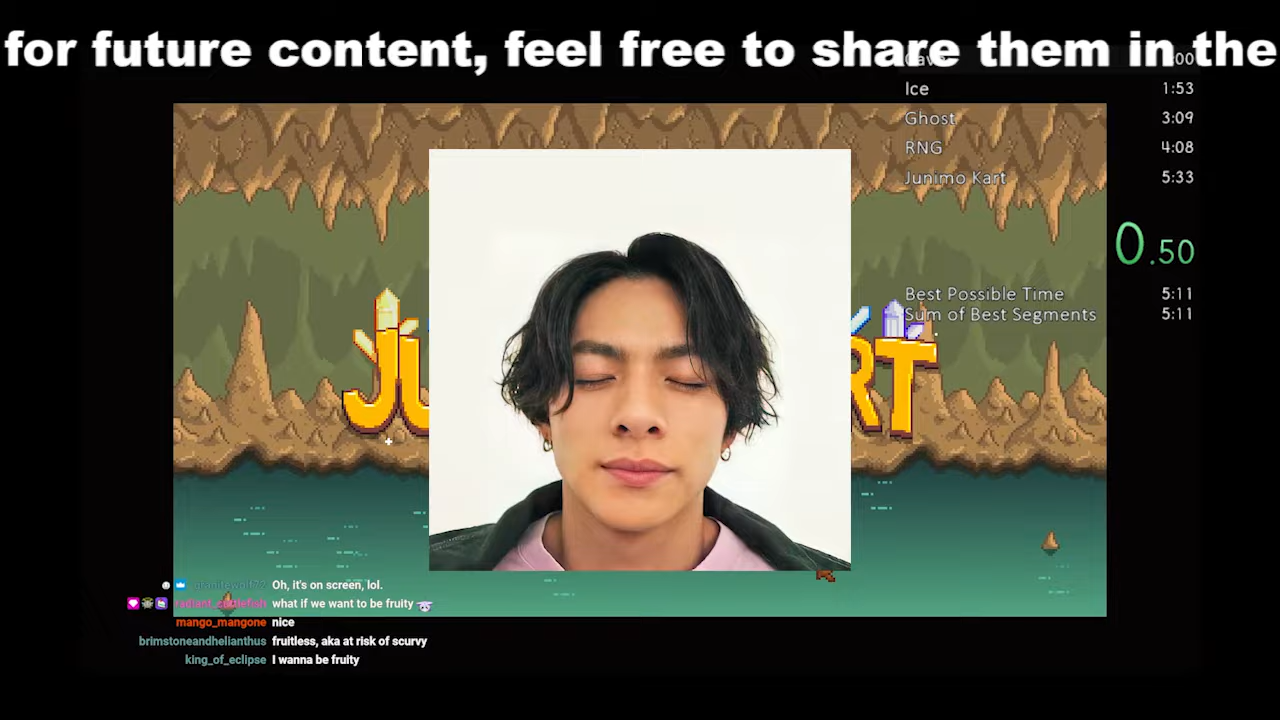 for future content, feel free to share them in the
Ice 1:53
Ghost 3:09
RNG 4:08
Junimo Kart 5:33
0.50
Best Possible Time 5:11
Sum of Best Segments 5:11
JU RT
Oh, it's on screen, lol.
what if we want to be fruity
mango_mangone nice
brimstoneandhelianthus fruitless, aka at risk of scurvy
king_of_eclipse I wanna be fruity